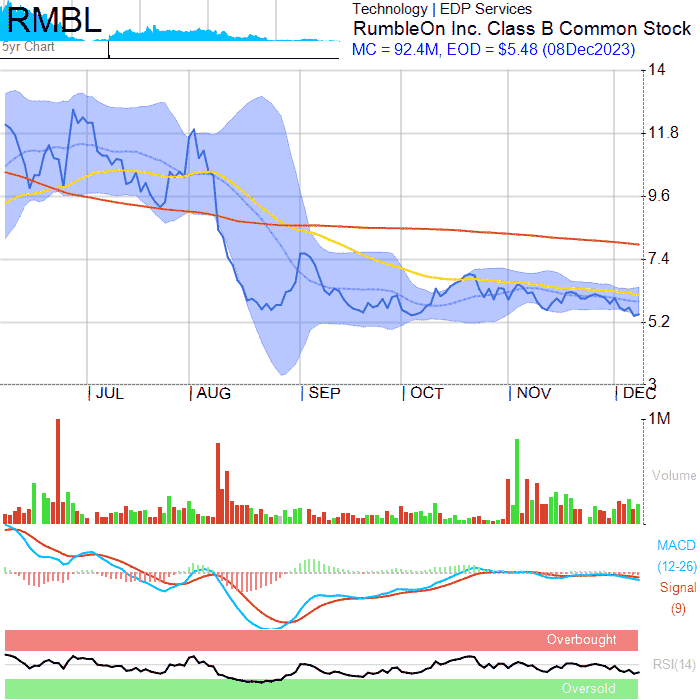 RMBL
5yr Chart
Technology | EDP Services
RumbleOn Inc. Class B Common Stock
MC = 92.4M, EOD = $5.48 (08Dec2023)
14
11.8
9.6
7.4
5.2
3
JUL
AUG
SEP
OCT
NOV
DEC
1M
Volume
MACD
(12-26)
Signal
(9)
Overbought
RSI(14)
Oversold